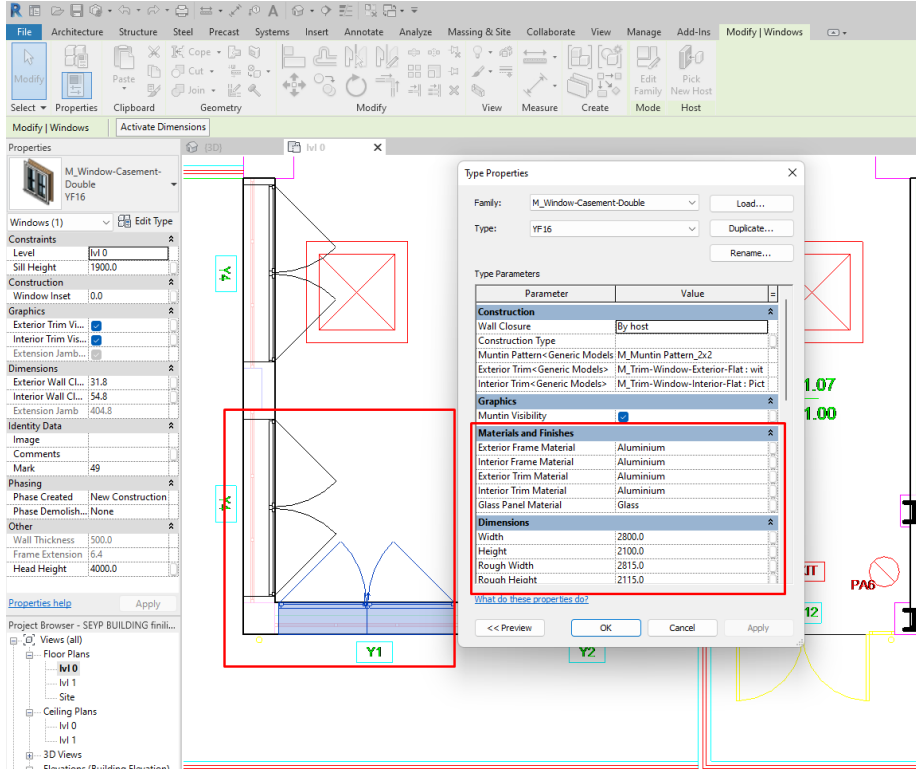 File Architecture Structure Steel Precast Systems Insert Annotate Analyze Massing & Site Collaborate View Manage Add-Ins Modify | Windows
Modify
Paste
Cope
Cut
Join
Edit Family
Pick New Host
Select Properties Clipboard Geometry Modify View Measure Create Mode Host
Modify | Windows Activate Dimensions
Properties
{3D}
lvl 0
M_Window-Casement-
Double
YF16
Windows (1) Edit Type
Constraints
Level lvl 0
Sill Height 1900.0
Construction
Window Inset 0.0
Graphics
Exterior Trim Vi...
Interior Trim Vis...
Extension Jamb...
Dimensions
Exterior Wall Cl... 31.8
Interior Wall Cl... 54.8
Extension Jamb 404.8
Identity Data
Image
Comments
Mark 49
Phasing
Phase Created New Construction
Phase Demolish... None
Other
Wall Thickness 500.0
Frame Extension 6.4
Head Height 4000.0
Properties help Apply
Project Browser - SEYP BUILDING finili...
Views (all)
Floor Plans
lvl 0
lvl 1
Site
Ceiling Plans
lvl 0
lvl 1
3D Views
Elevations (Building Elevation)
Y4
Y4
Y1
Y2
Type Properties
Family: M_Window-Casement-Double Load...
Type: YF16 Duplicate...
Rename...
Type Parameters
Parameter Value =
Construction
Wall Closure By host
Construction Type
Muntin Pattern<Generic Models M_Muntin Pattern_2x2
Exterior Trim<Generic Models> M_Trim-Window-Exterior-Flat : wit
Interior Trim<Generic Models> M_Trim-Window-Interior-Flat : Pict
Graphics
Muntin Visibility
Materials and Finishes
Exterior Frame Material Aluminium
Interior Frame Material Aluminium
Exterior Trim Material Aluminium
Interior Trim Material Aluminium
Glass Panel Material Glass
Dimensions
Width 2800.0
Height 2100.0
Rough Width 2815.0
Rough Height 2115.0
What do these properties do?
<< Preview OK Cancel Apply
1.07
1.00
PA6
12